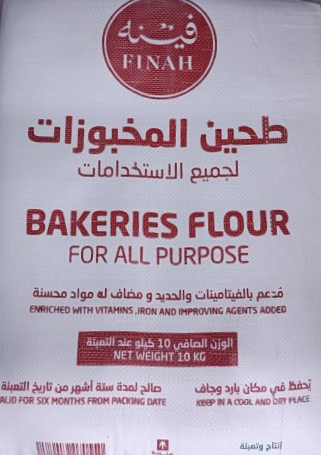 فينه
FINAH
طحين المخبوزات
لجميع الاستخدامات
BAKERIES FLOUR
FOR ALL PURPOSE
مُدعم بالفيتامينات والحديد و مضاف له مواد محسنة
ENRICHED WITH VITAMINS ,IRON AND IMPROVING AGENTS ADDED
الوزن الصافي 10 كيلو عند التعبئة
NET WEIGHT 10 KG
يُحفظ في مكان بارد وجاف
KEEP IN A COOL AND DRY PLACE
صالح لمدة ستة أشهر من تاريخ التعبئة
ALID FOR SIX MONTHS FROM PACKING DATE
إنتاج وتعبئة